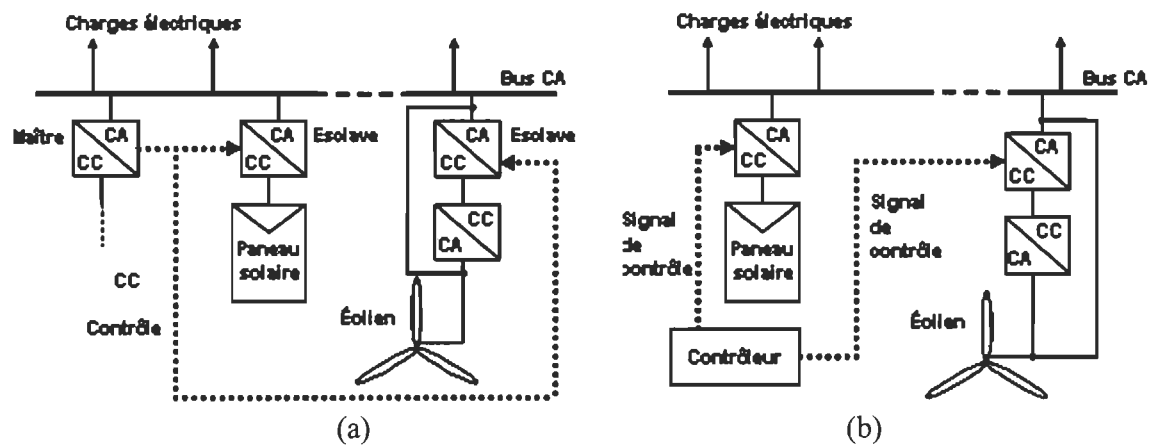 Charges électriques
Bus CA
Maître
CA
CC
CA
CC
Esolave
CA
CC
Esolave
CC
CA
Paneau
solaire
CC
Contrôle
Éolien
(a)
Charges électriques
Bus CA
CA
CC
CA
CC
Signal
de
contrôle
Paneau
solaire
Signal
de
contrôle
CC
CA
Éolien
Contrôleur
(b)